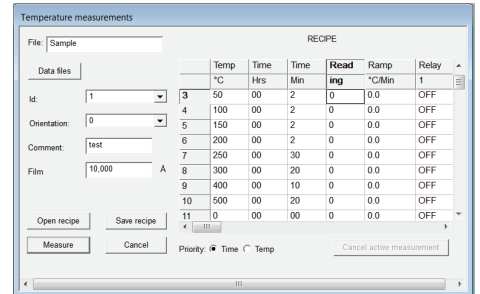 Temperature measurements
File: Sample
RECIPE
Data files
Temp Time Time Read Ramp Relay
°C Hrs Min ing °C/Min 1
3 50 00 2 0 0.0 OFF
4 100 00 2 0 0.0 OFF
5 150 00 2 0 0.0 OFF
6 200 00 2 0 0.0 OFF
7 250 00 30 0 0.0 OFF
8 300 00 20 0 0.0 OFF
9 400 00 10 0 0.0 OFF
10 500 00 20 0 0.0 OFF
11 0 00 00 0 0.0 OFF
Id: 1
Orientation: 0
Comment: test
Film 10,000 Å
Open recipe Save recipe
Measure Cancel
Priority: Time Temp
Cancel active measurement